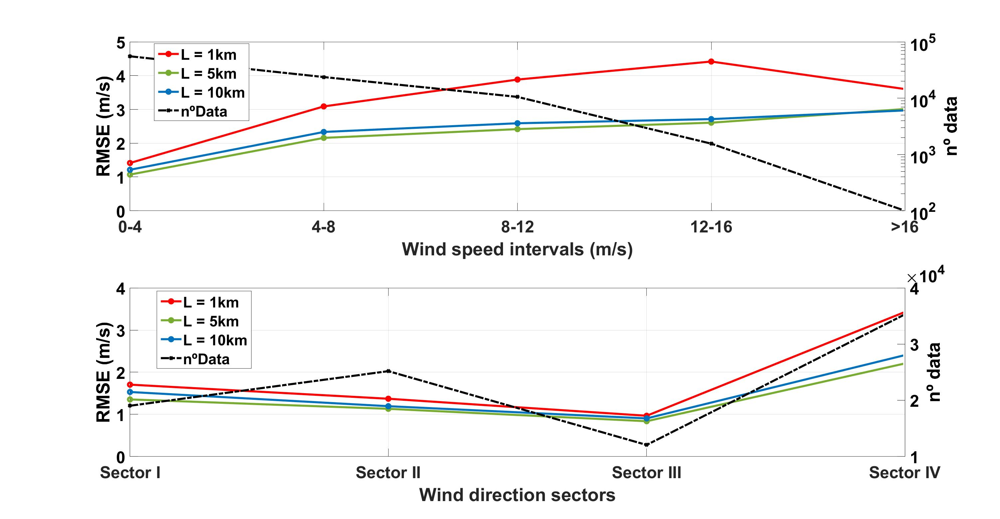 RMSE (m/s)
5
4
3
2
1
0
L = 1km
L = 5km
L = 10km
nºData
10^5
10^4
10^3
10^2
nº data
0-4 4-8 8-12 12-16 >16
Wind speed intervals (m/s)
×10^4
RMSE (m/s)
4
3
2
1
0
L = 1km
L = 5km
L = 10km
nºData
4
3
2
1
nº data
Sector I Sector II Sector III Sector IV
Wind direction sectors